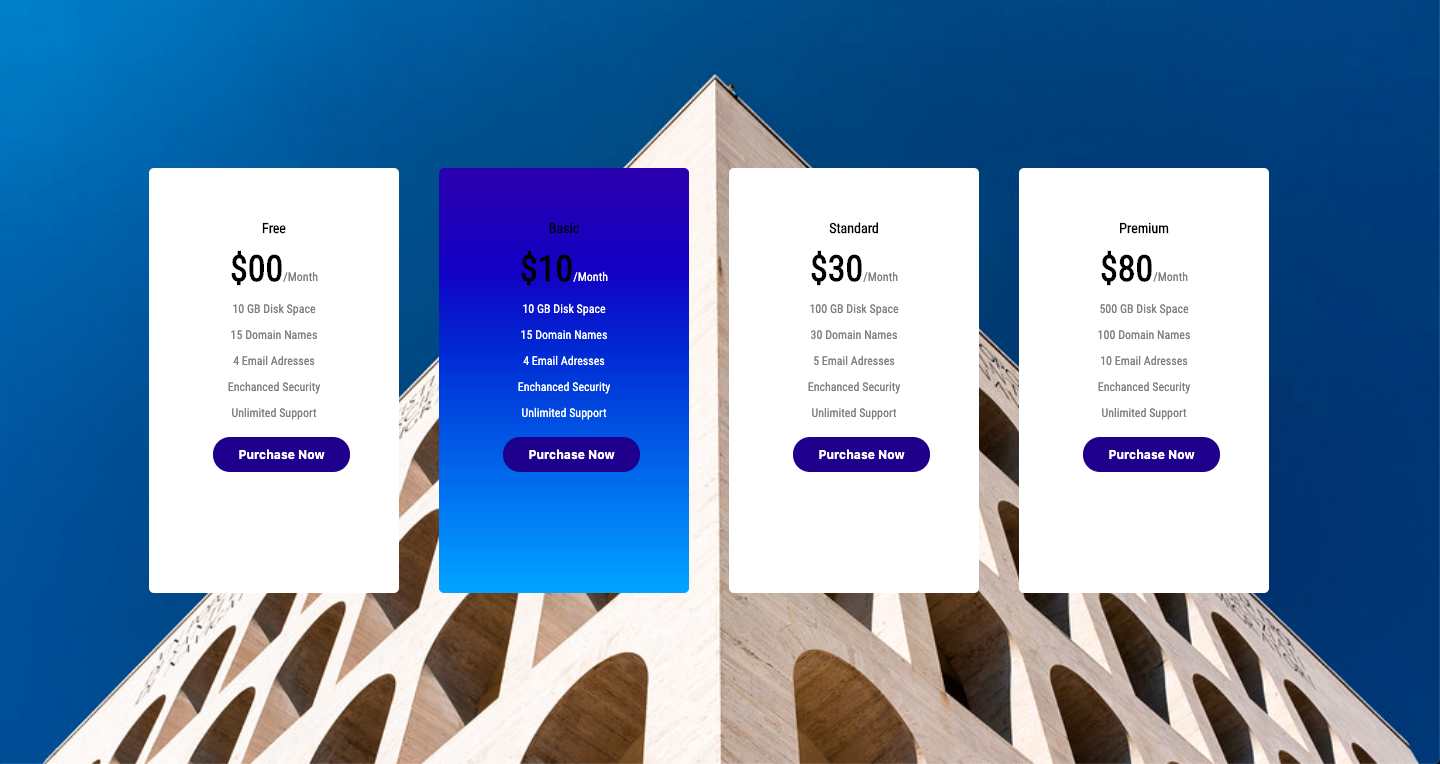 Free
$00/Month
10 GB Disk Space
15 Domain Names
4 Email Adresses
Enchanced Security
Unlimited Support
Purchase Now
Basic
$10/Month
10 GB Disk Space
15 Domain Names
4 Email Adresses
Enchanced Security
Unlimited Support
Purchase Now
Standard
$30/Month
100 GB Disk Space
30 Domain Names
5 Email Adresses
Enchanced Security
Unlimited Support
Purchase Now
Premium
$80/Month
500 GB Disk Space
100 Domain Names
10 Email Adresses
Enchanced Security
Unlimited Support
Purchase Now